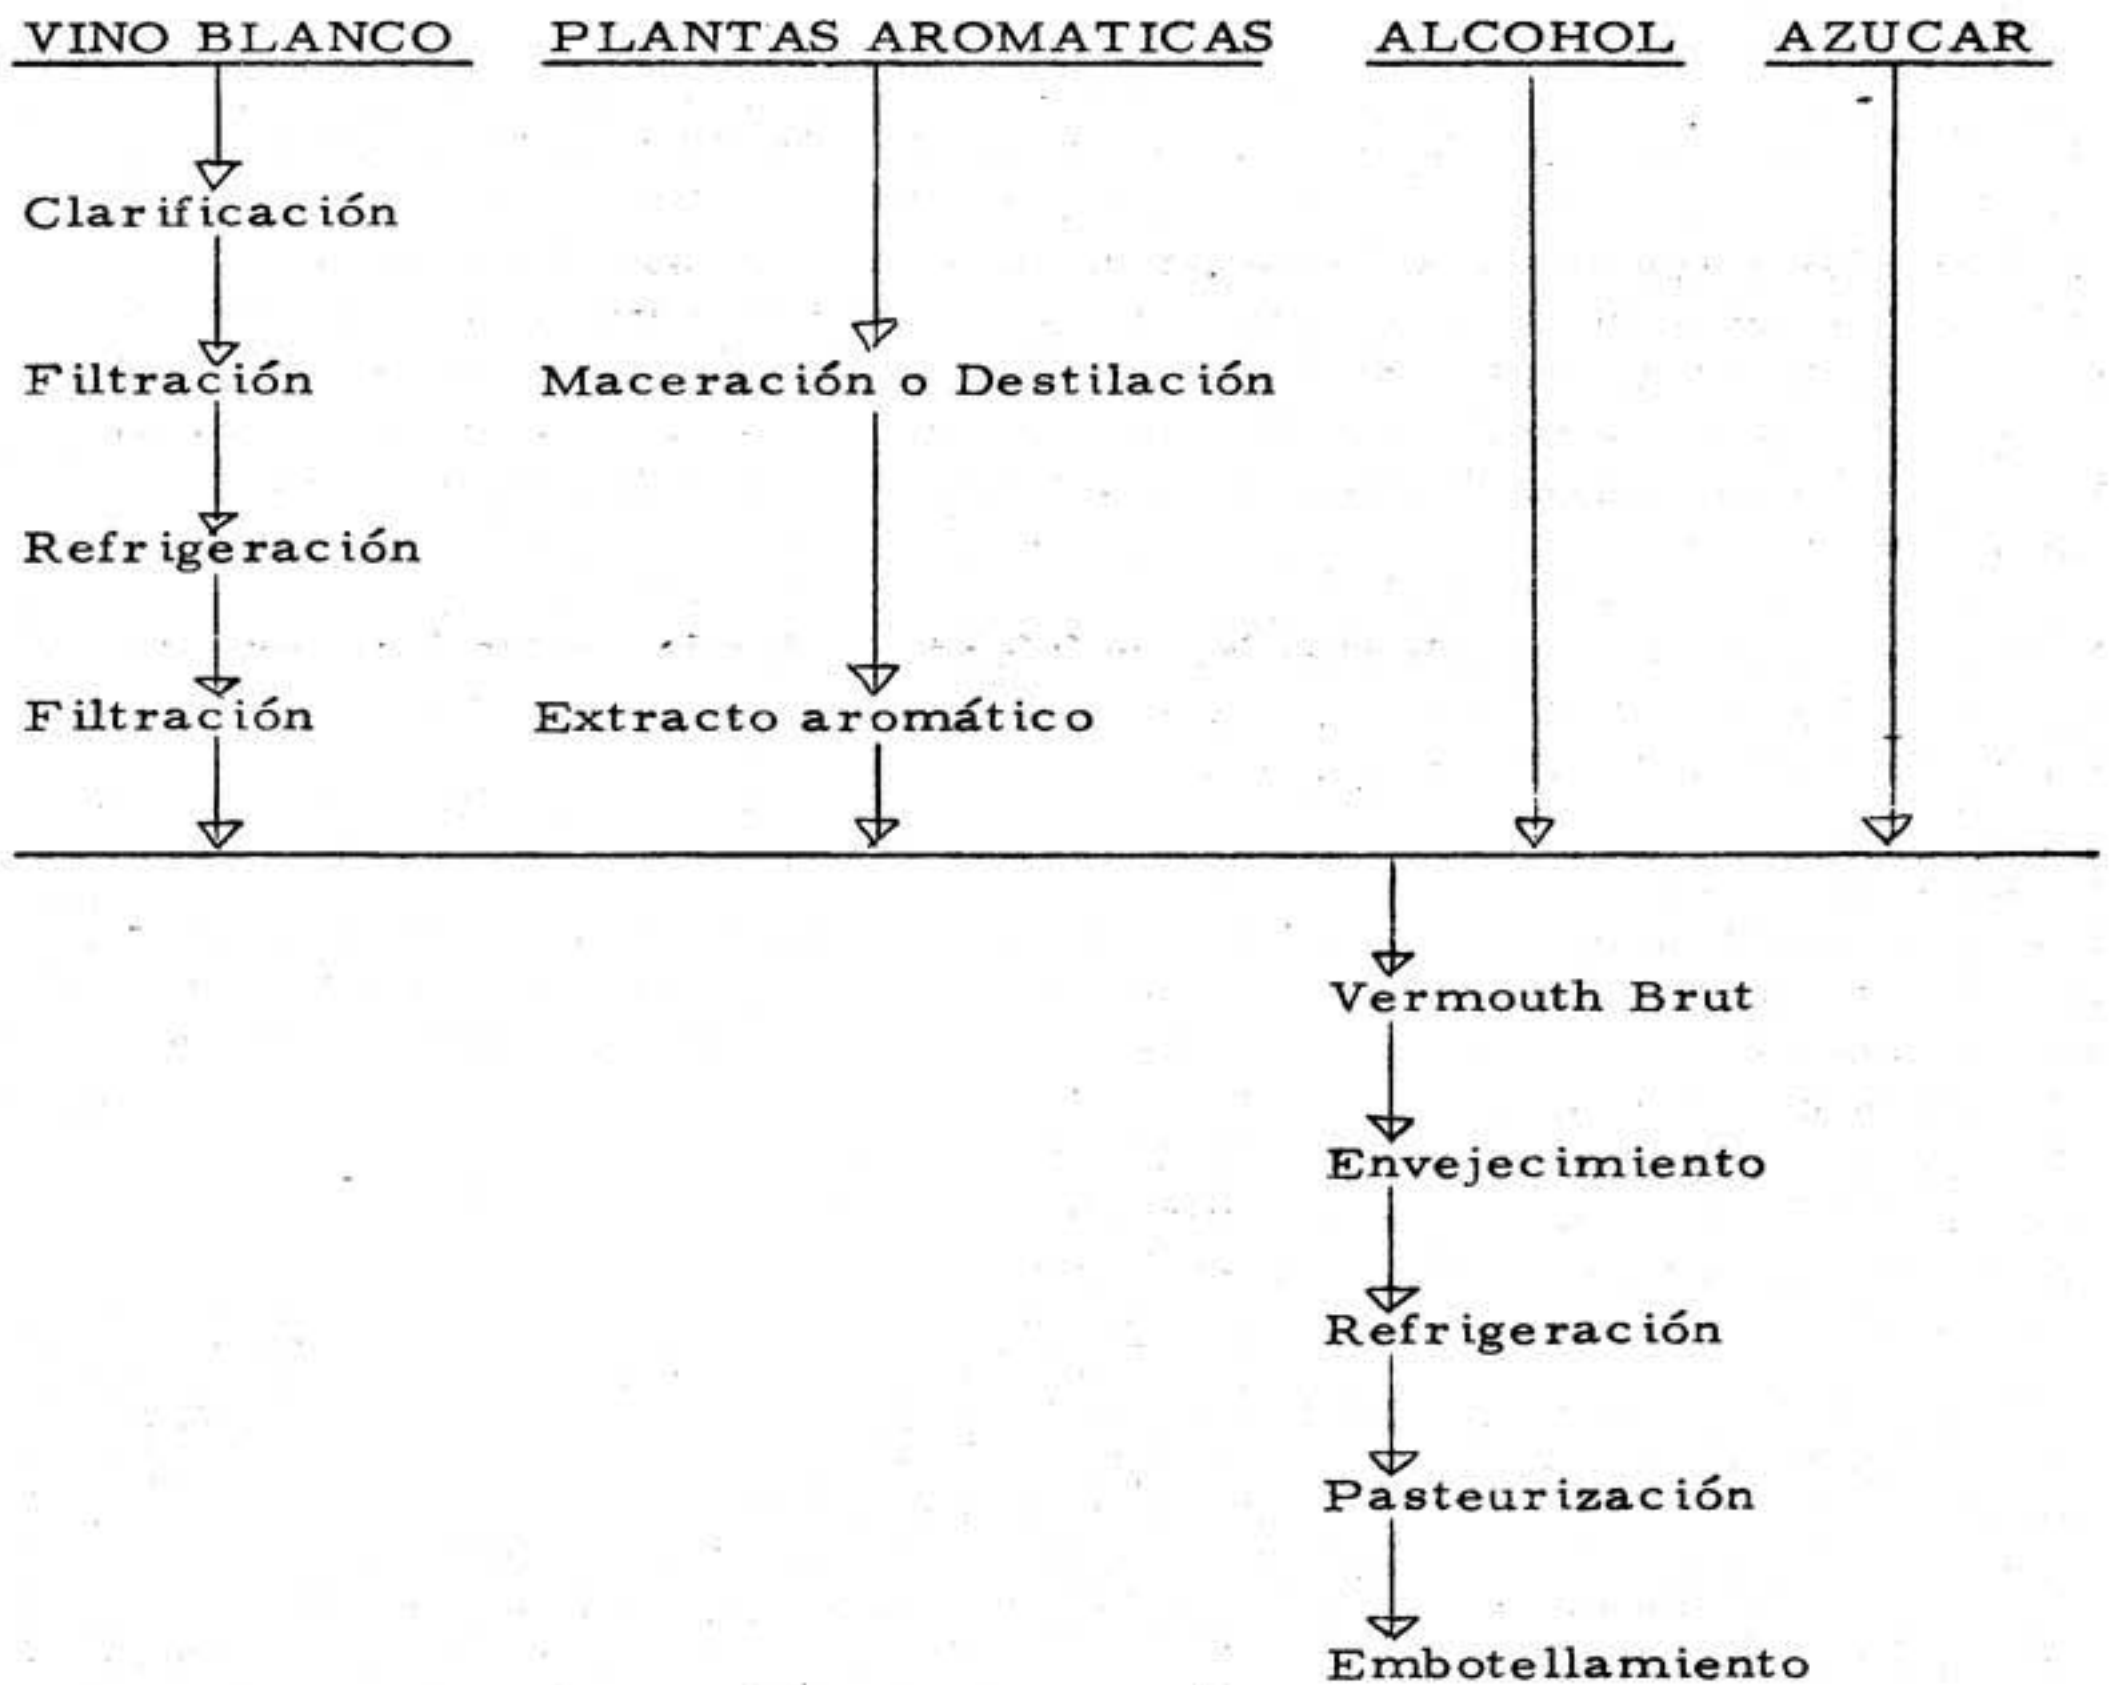 VINO BLANCO PLANTAS AROMATICAS ALCOHOL AZUCAR
Clarificación
Filtración Maceración o Destilación
Refrigeración
Filtración Extracto aromático
Vermouth Brut
Envejecimiento
Refrigeración
Pasteurización
Embotellamiento